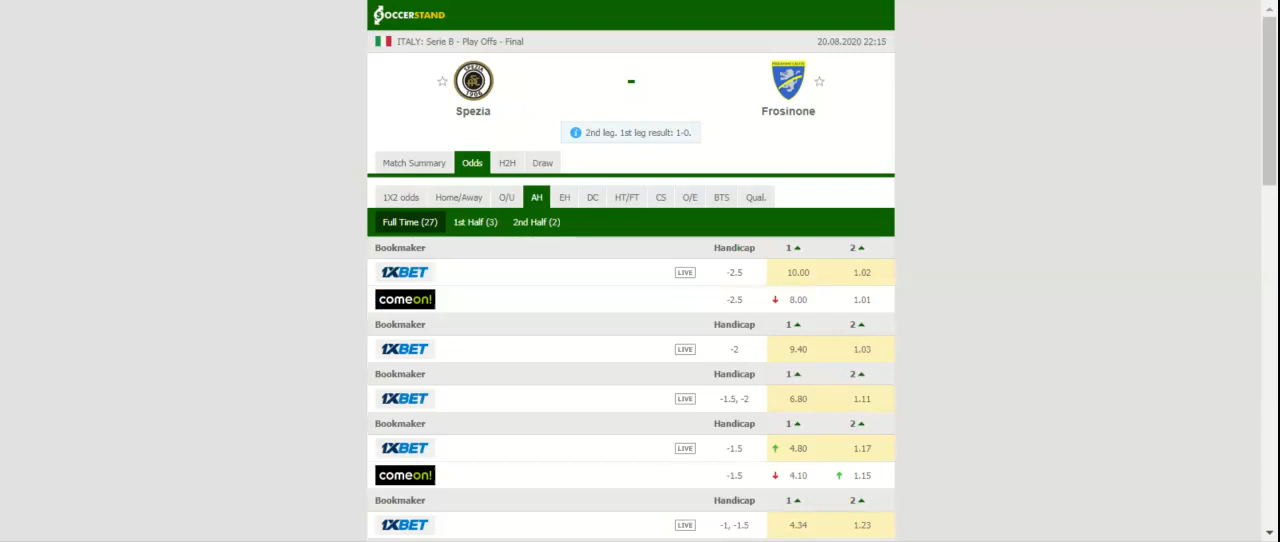 SOCCERSTAND
ITALY: Serie B - Play Offs - Final 20.08.2020 22:15
SPEZIA 1906 - FROSINONE CALCIO
Spezia Frosinone
2nd leg. 1st leg result: 1-0.
Match Summary Odds H2H Draw
1X2 odds Home/Away O/U AH EH DC HT/FT CS O/E BTS Qual.
Full Time (27) 1st Half (3) 2nd Half (2)
Bookmaker Handicap 1 2
1XBET LIVE -2.5 10.00 1.02
comeon! -2.5 8.00 1.01
Bookmaker Handicap 1 2
1XBET LIVE -2 9.40 1.03
Bookmaker Handicap 1 2
1XBET LIVE -1.5, -2 6.80 1.11
Bookmaker Handicap 1 2
1XBET LIVE -1.5 4.80 1.17
comeon! -1.5 4.10 1.15
Bookmaker Handicap 1 2
1XBET LIVE -1, -1.5 4.34 1.23